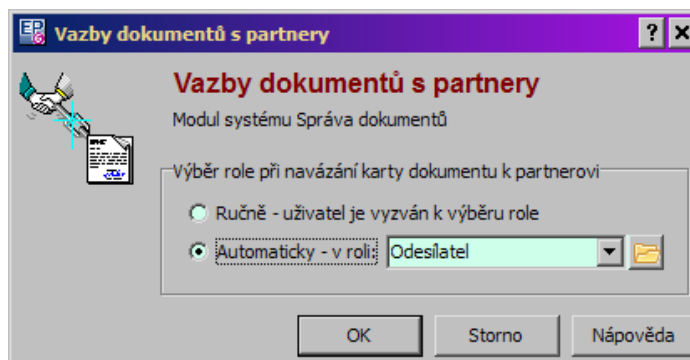 Vazby dokumentů s partnery
Vazby dokumentů s partnery
Modul systému Správa dokumentů
Výběr role při navázání karty dokumentu k partnerovi
Ručně - uživatel je vyzván k výběru role
Automaticky - v roli: Odesílatel
OK Storno Nápověda